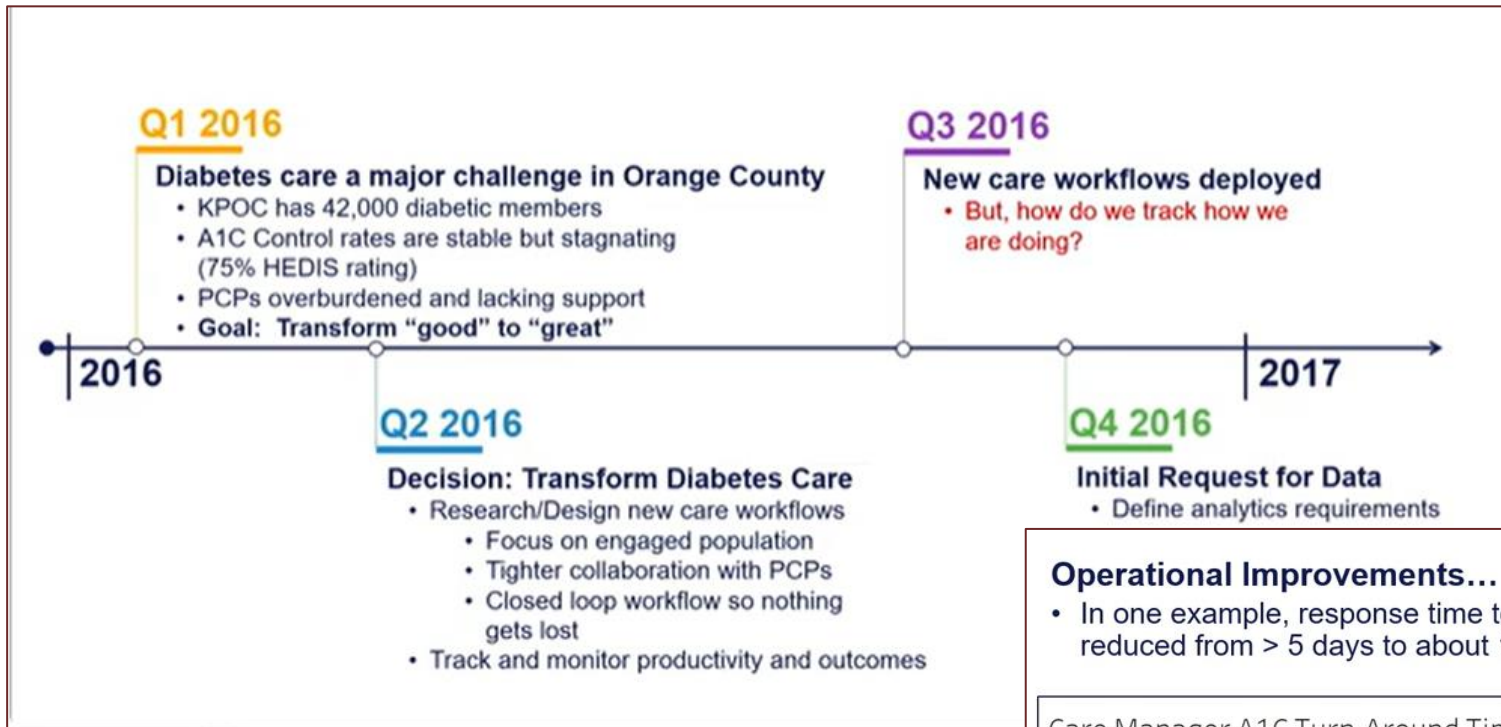 Q1 2016
Diabetes care a major challenge in Orange County
• KPOC has 42,000 diabetic members
• A1C Control rates are stable but stagnating
(75% HEDIS rating)
• PCPs overburdened and lacking support
• Goal: Transform “good” to “great”
Q3 2016
New care workflows deployed
• But, how do we track how we
are doing?
2016
2017
Q2 2016
Decision: Transform Diabetes Care
• Research/Design new care workflows
• Focus on engaged population
• Tighter collaboration with PCPs
• Closed loop workflow so nothing
gets lost
• Track and monitor productivity and outcomes
Q4 2016
Initial Request for Data
• Define analytics requirements
Operational Improvements…
• In one example, response time
reduced from > 5 days to about
Care Manager A1C Turn-Around